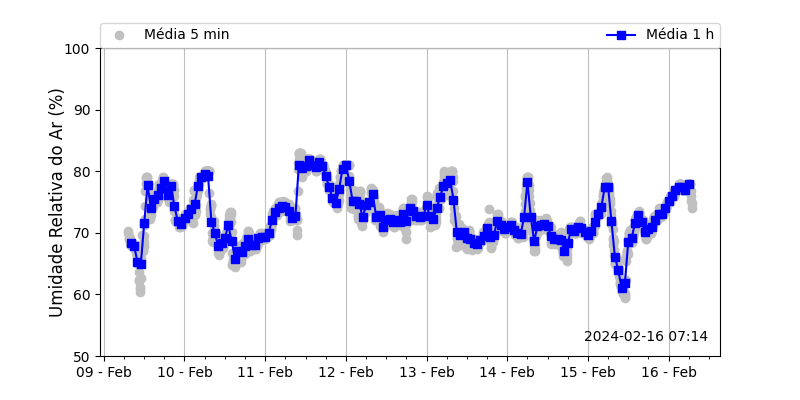 Média 5 min
Média 1 h
Umidade Relativa do Ar (%)
100
90
80
70
60
50
2024-02-16 07:14
09 - Feb
10 - Feb
11 - Feb
12 - Feb
13 - Feb
14 - Feb
15 - Feb
16 - Feb